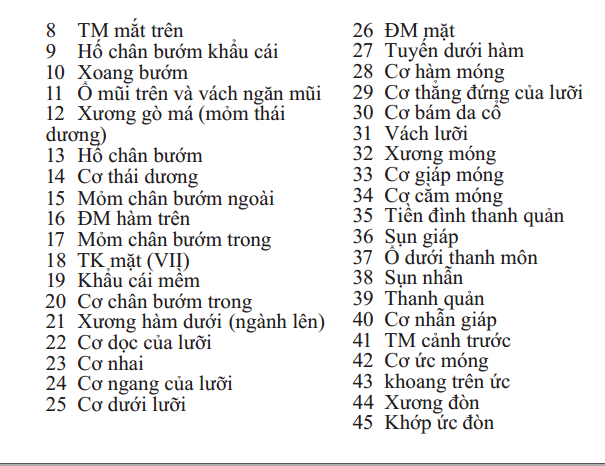 8 TM mắt trên
9 Hố chân bướm khẩu cái
10 Xoang bướm
11 Ổ mũi trên và vách ngăn mũi
12 Xương gò má (mỏm thái
dương)
13 Hố chân bướm
14 Cơ thái dương
15 Mỏm chân bướm ngoài
16 ĐM hàm trên
17 Mỏm chân bướm trong
18 TK mặt (VII)
19 Khẩu cái mềm
20 Cơ chân bướm trong
21 Xương hàm dưới (ngành lên)
22 Cơ dọc của lưỡi
23 Cơ nhai
24 Cơ ngang của lưỡi
25 Cơ dưới lưỡi
26 ĐM mặt
27 Tuyến dưới hàm
28 Cơ hàm móng
29 Cơ thẳng đứng của lưỡi
30 Cơ bám da cổ
31 Vách lưỡi
32 Xương móng
33 Cơ giáp móng
34 Cơ cằm móng
35 Tiền đình thanh quản
36 Sụn giáp
37 Ổ dưới thanh môn
38 Sụn nhẫn
39 Thanh quản
40 Cơ nhẫn giáp
41 TM cảnh trước
42 Cơ ức móng
43 khoang trên ức
44 Xương đòn
45 Khớp ức đòn